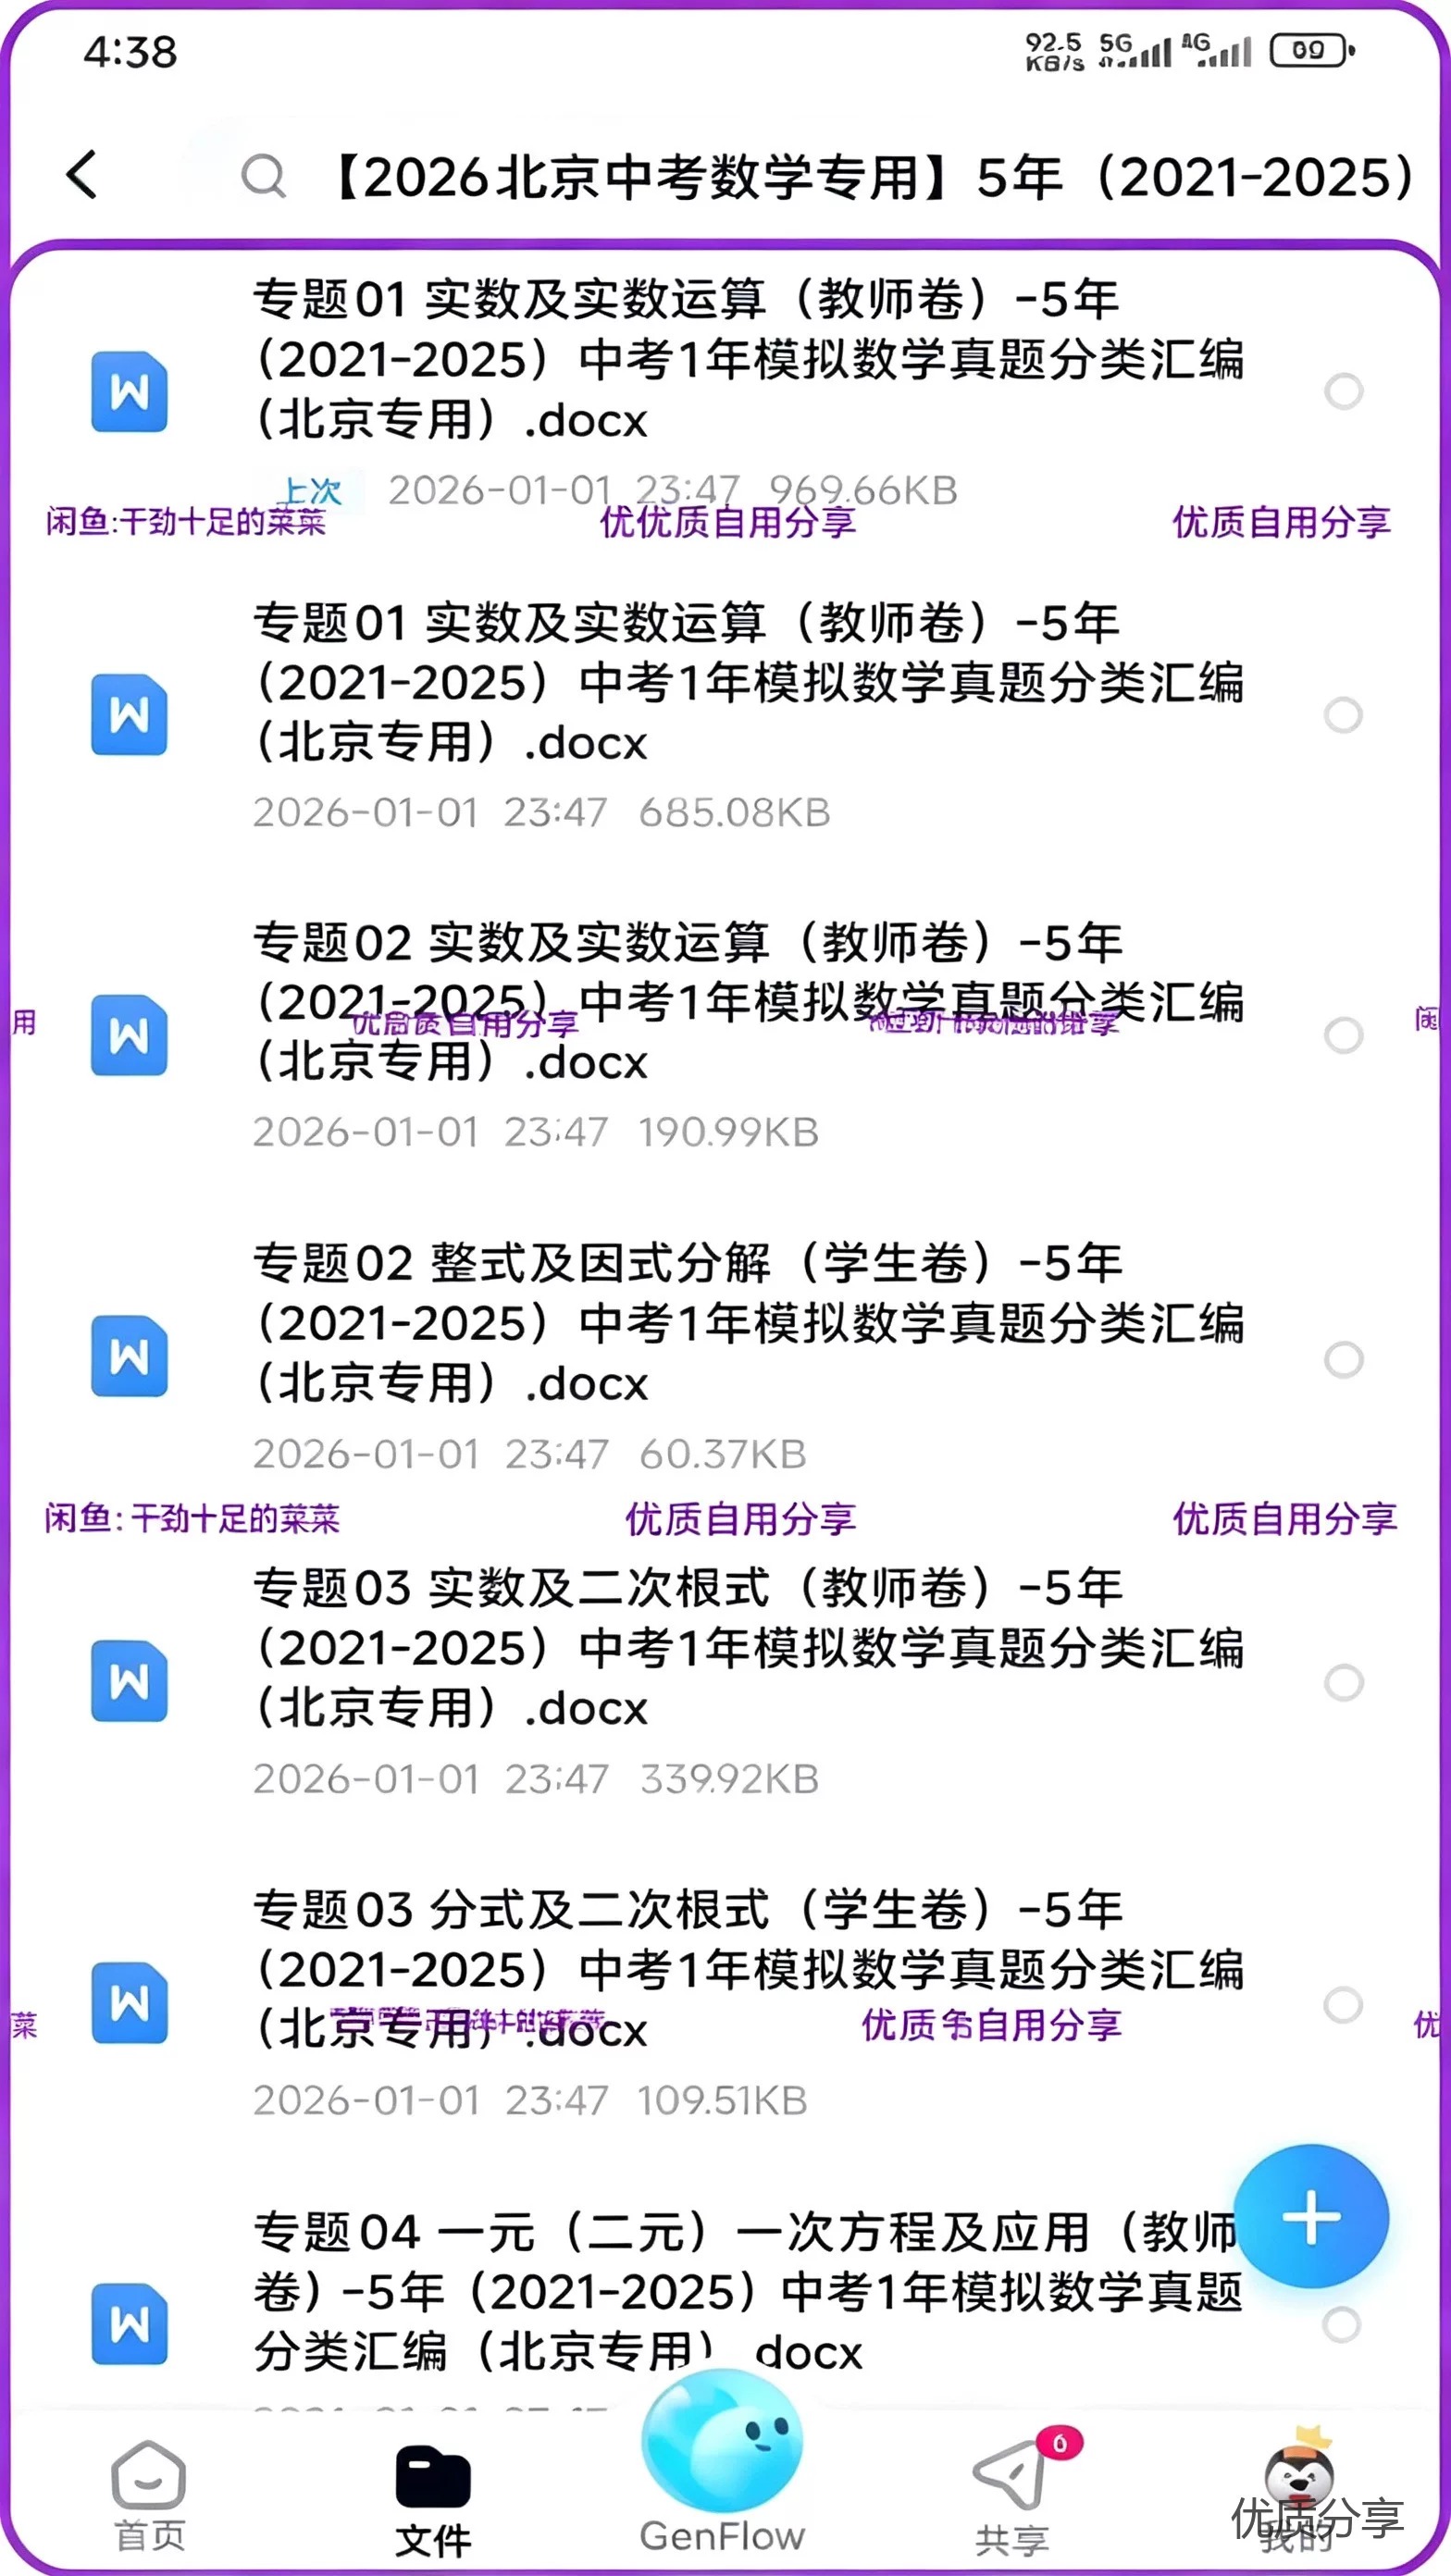 4:38
92.5 KB/s 5G 4G
【2026北京中考数学专用】5年（2021-2025）
专题01 实数及实数运算（教师卷）-5年
（2021-2025）中考1年模拟数学真题分类汇编
（北京专用）.docx
上次 2026-01-01 23:47 969.66KB
闲鱼:干劲十足的菜菜 优优质自用分享 优质自用分享
专题01 实数及实数运算（教师卷）-5年
（2021-2025）中考1年模拟数学真题分类汇编
（北京专用）.docx
2026-01-01 23:47 685.08KB
专题02 实数及实数运算（教师卷）-5年
（2021-2025）中考1年模拟数学真题分类汇编
用 自用分享
（北京专用）.docx
2026-01-01 23:47 190.99KB
专题02 整式及因式分解（学生卷）-5年
（2021-2025）中考1年模拟数学真题分类汇编
（北京专用）.docx
2026-01-01 23:47 60.37KB
闲鱼:干劲十足的菜菜 优质自用分享 优质自用分享
专题03 实数及二次根式（教师卷）-5年
（2021-2025）中考1年模拟数学真题分类汇编
（北京专用）.docx
2026-01-01 23:47 339.92KB
专题03 分式及二次根式（学生卷）-5年
（2021-2025）中考1年模拟数学真题分类汇编
（北京专用）.docx
菜 优质 自用分享 优
2026-01-01 23:47 109.51KB
专题04 一元（二元）一次方程及应用（教师
卷）-5年（2021-2025）中考1年模拟数学真题
分类汇编（北京专用） docx
6
首页 文件 GenFlow 共享 我的
优质分享